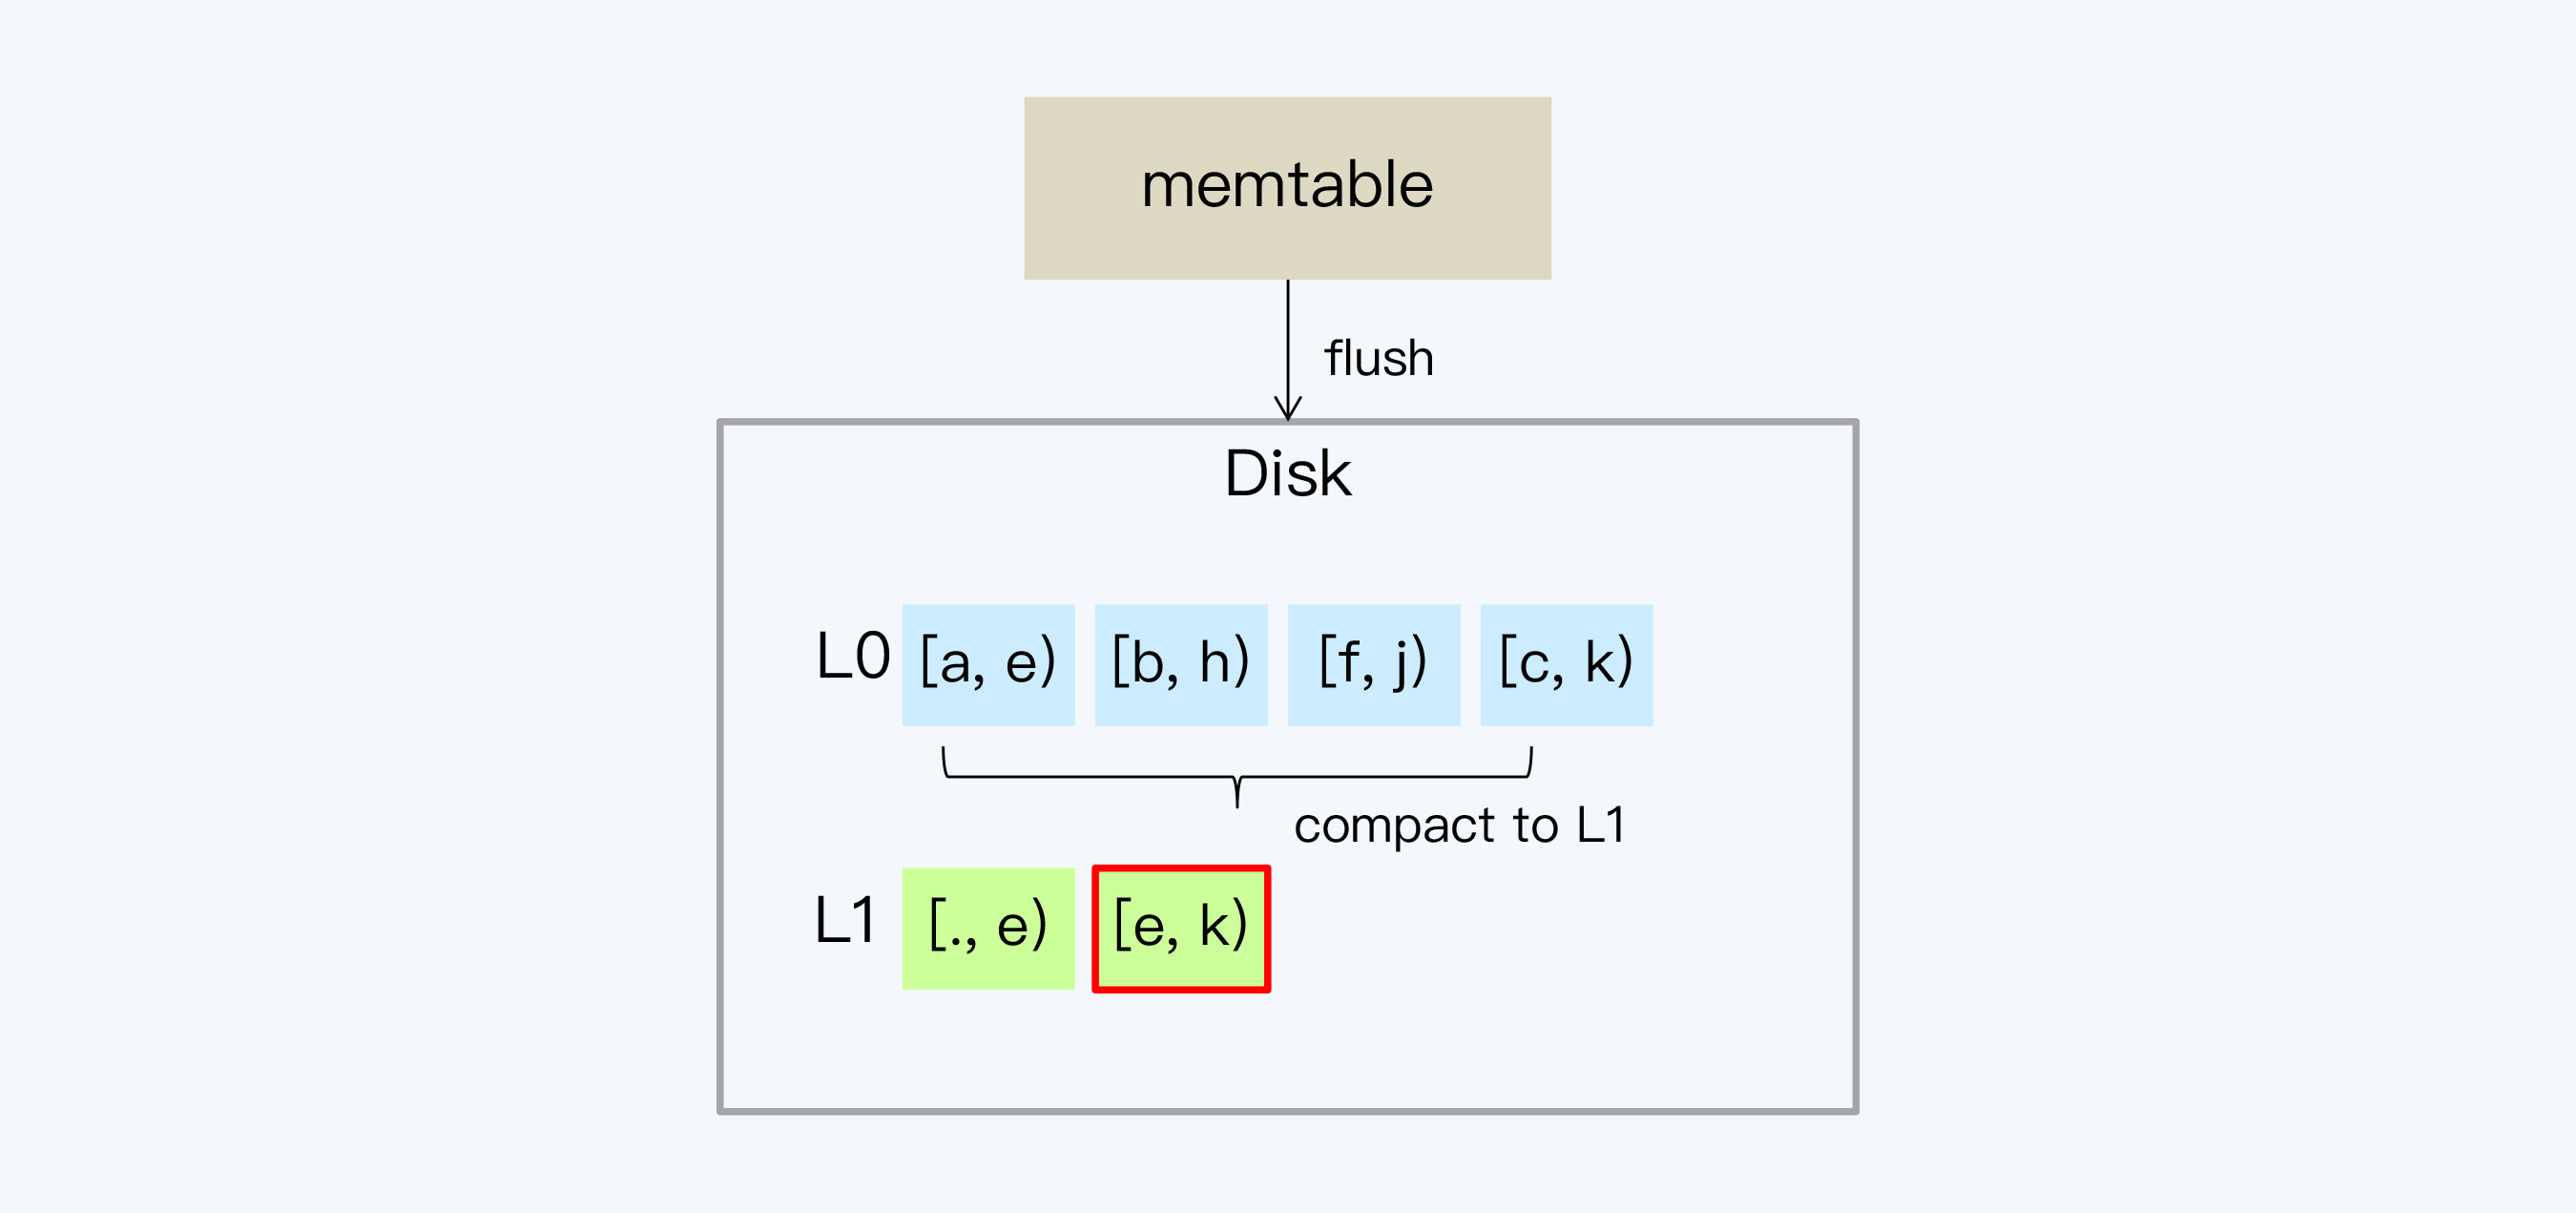 memtable
flush
Disk
L0 [a, e) [b, h) [f, j) [c, k)
compact to L1
L1 [., e) [e, k)